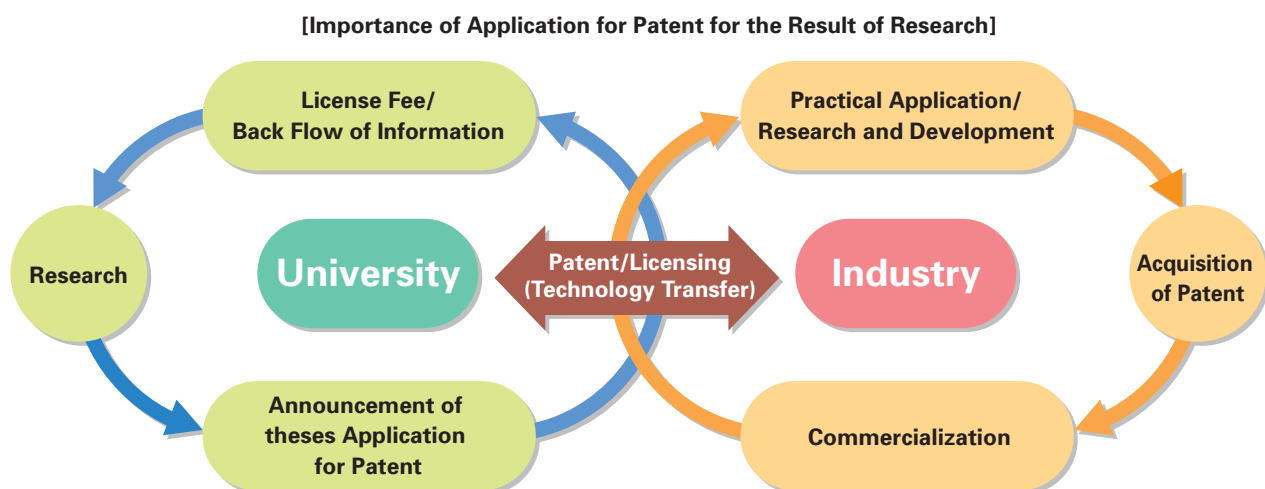 [Importance of Application for Patent for the Result of Research]
License Fee/
Back Flow of Information
Practical Application/
Research and Development
Research
University
Patent/Licensing
(Technology Transfer)
Industry
Acquisition
of Patent
Announcement of
theses Application
for Patent
Commercialization